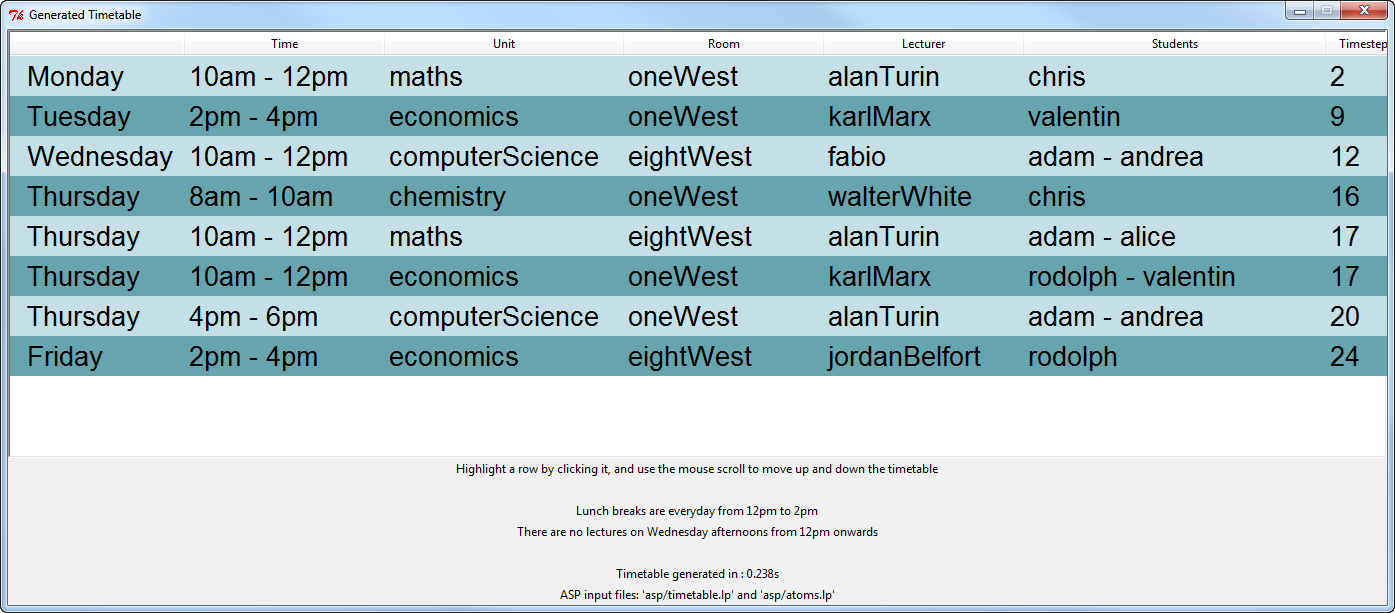 Generated Timetable
Time Unit Room Lecturer Students Timestep
Monday 10am - 12pm maths oneWest alanTurin chris 2
Tuesday 2pm - 4pm economics oneWest karlMarx valentin 9
Wednesday 10am - 12pm computerScience eightWest fabio adam - andrea 12
Thursday 8am - 10am chemistry oneWest walterWhite chris 16
Thursday 10am - 12pm maths eightWest alanTurin adam - alice 17
Thursday 10am - 12pm economics oneWest karlMarx rodolph - valentin 17
Thursday 4pm - 6pm computerScience oneWest alanTurin adam - andrea 20
Friday 2pm - 4pm economics eightWest jordanBelfort rodolph 24
Highlight a row by clicking it, and use the mouse scroll to move up and down the timetable
Lunch breaks are everyday from 12pm to 2pm
There are no lectures on Wednesday afternoons from 12pm onwards
Timetable generated in : 0.238s
ASP input files: 'asp/timetable.lp' and 'asp/atoms.lp'